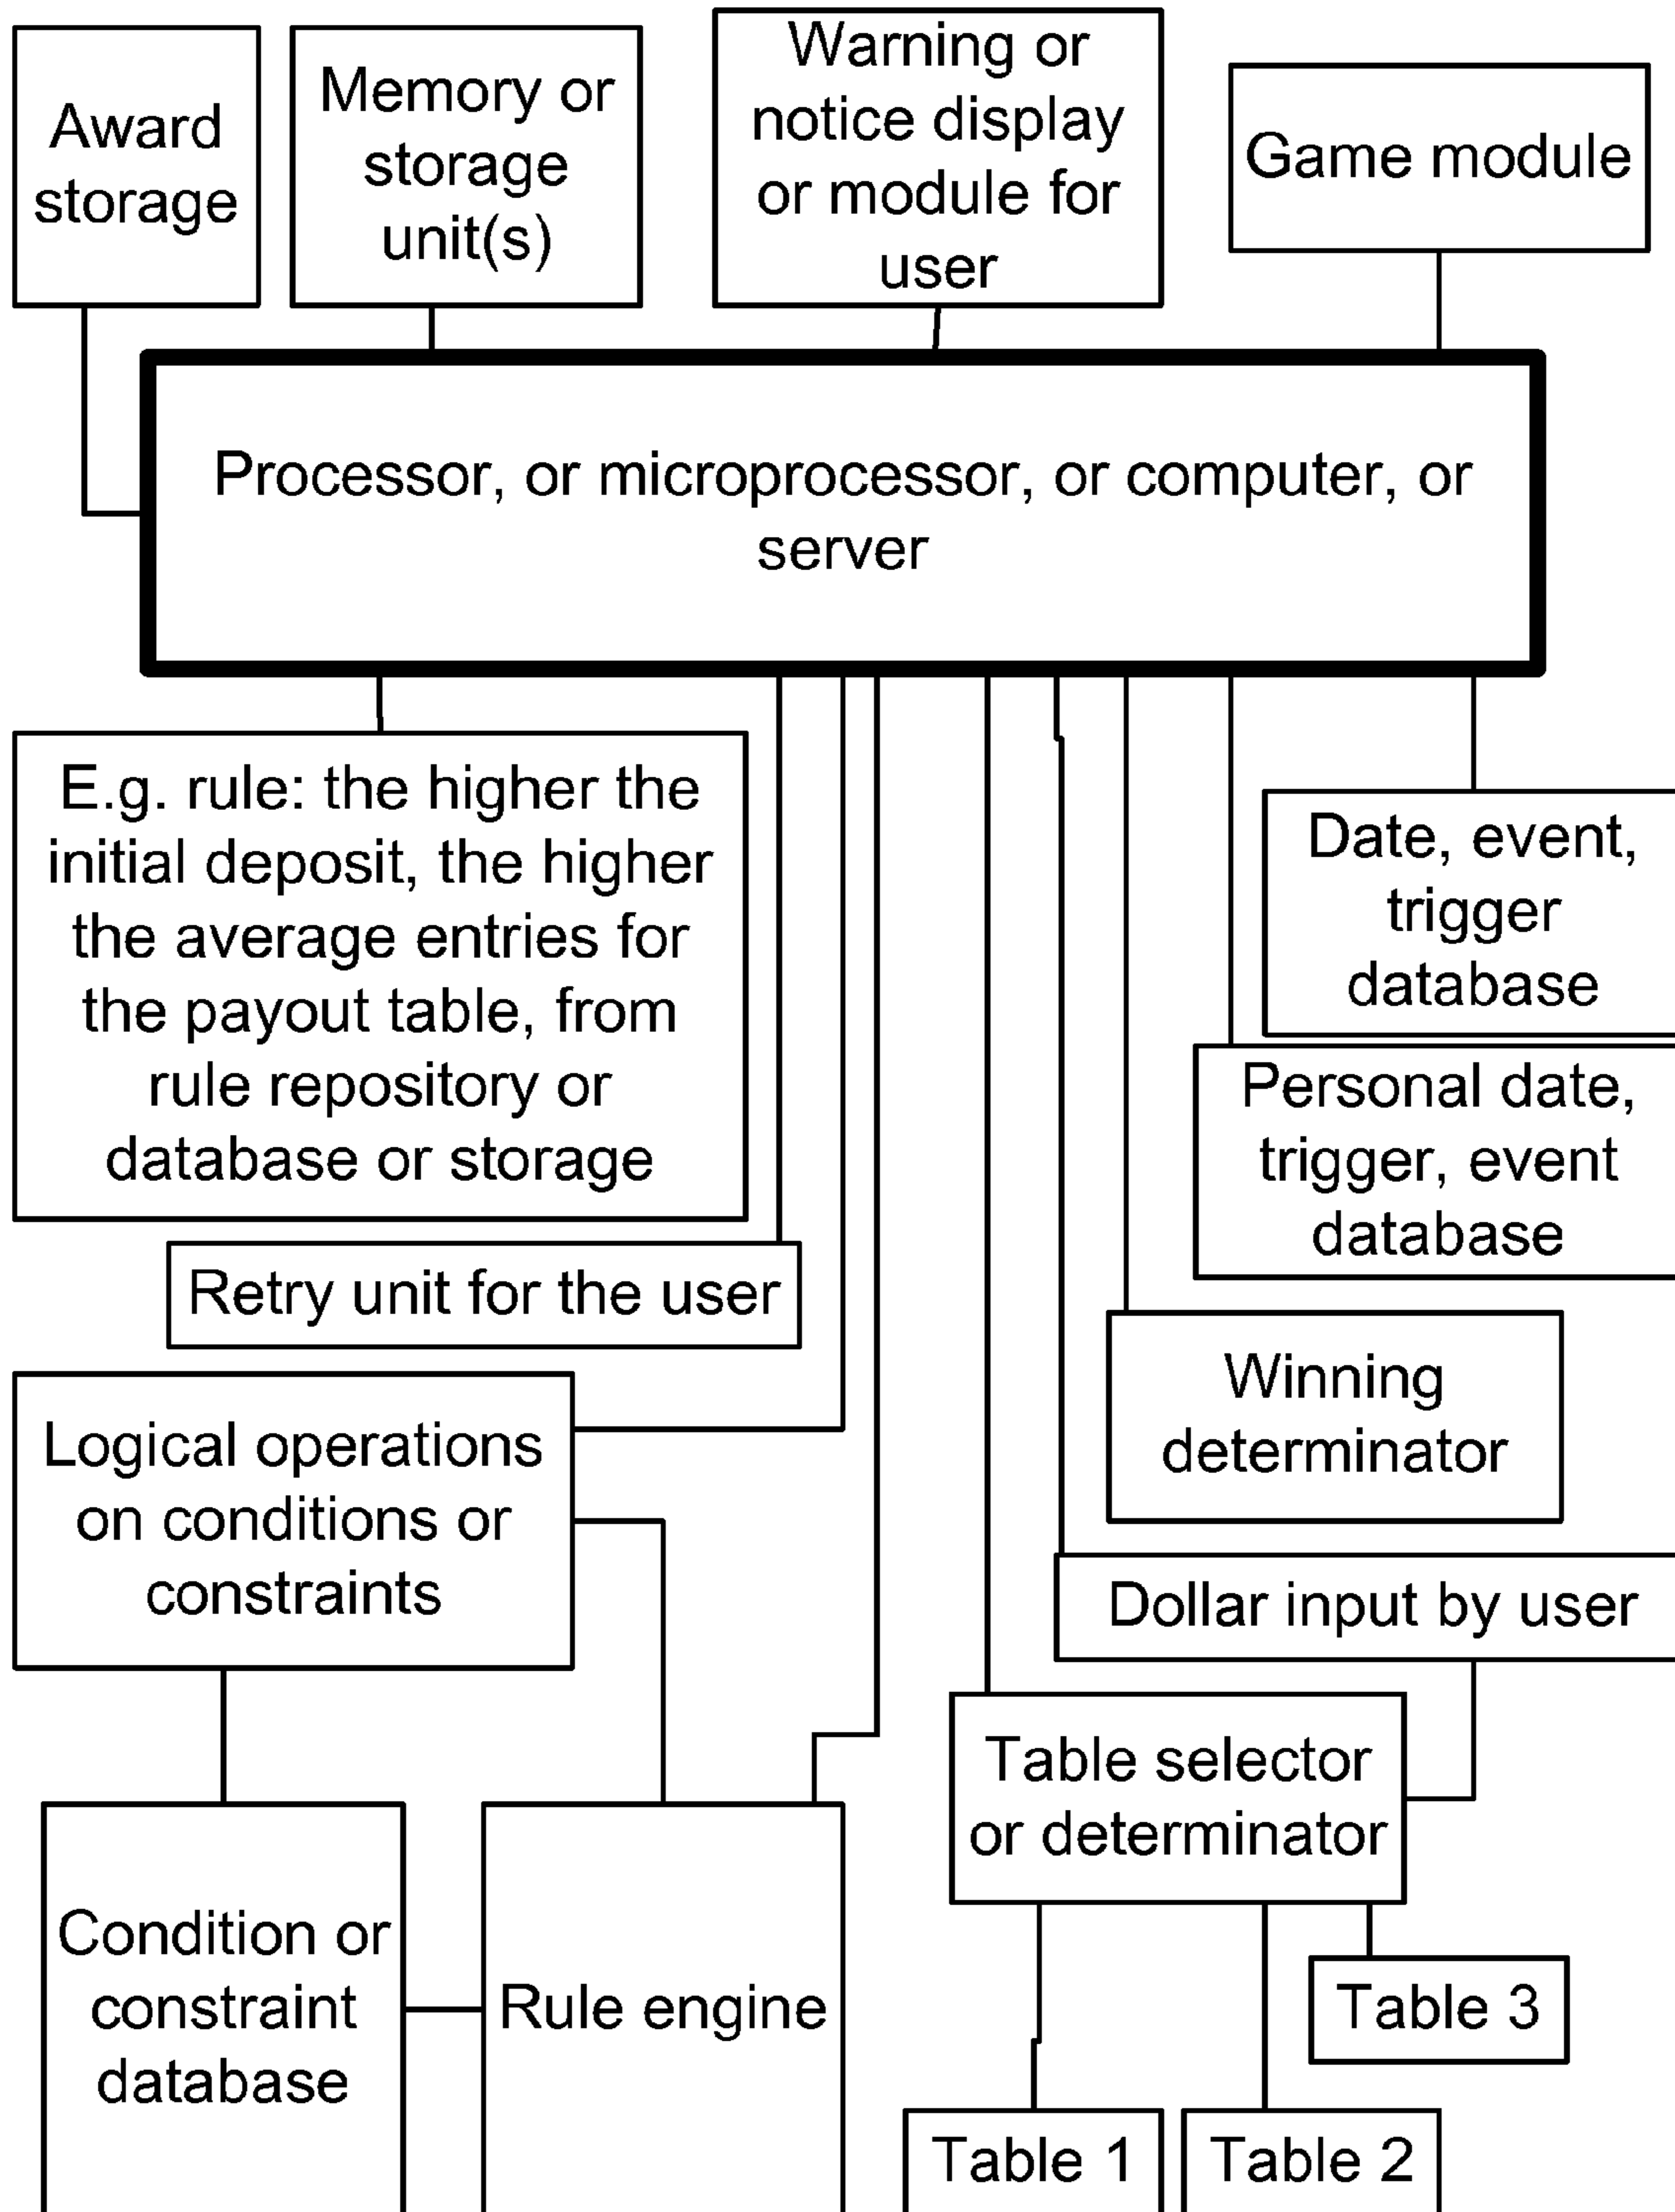 Award
storage
Memory or
storage
unit(s)
Warning or
notice display
or module for
user
Game module
Processor, or microprocessor, or computer, or
server
E.g. rule: the higher the
initial deposit, the higher
the average entries for
the payout table, from
rule repository or
database or storage
Date, event,
trigger
database
Personal date,
trigger, event
database
Retry unit for the user
Winning
determinator
Logical operations
on conditions or
constraints
Dollar input by user
Table selector
or determinator
Condition or
constraint
database
Rule engine
Table 3
Table 1
Table 2